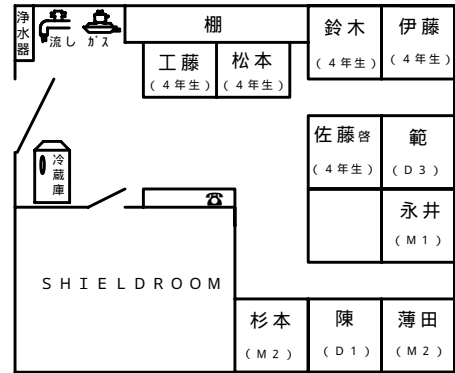 浄水器
流し
ガス
棚
鈴木
(4年生)
伊藤
(4年生)
工藤
(4年生)
松本
(4年生)
佐藤啓
(4年生)
範
(D3)
冷蔵庫
☎
永井
(M1)
SHIELDROOM
杉本
(M2)
陳
(D1)
薄田
(M2)